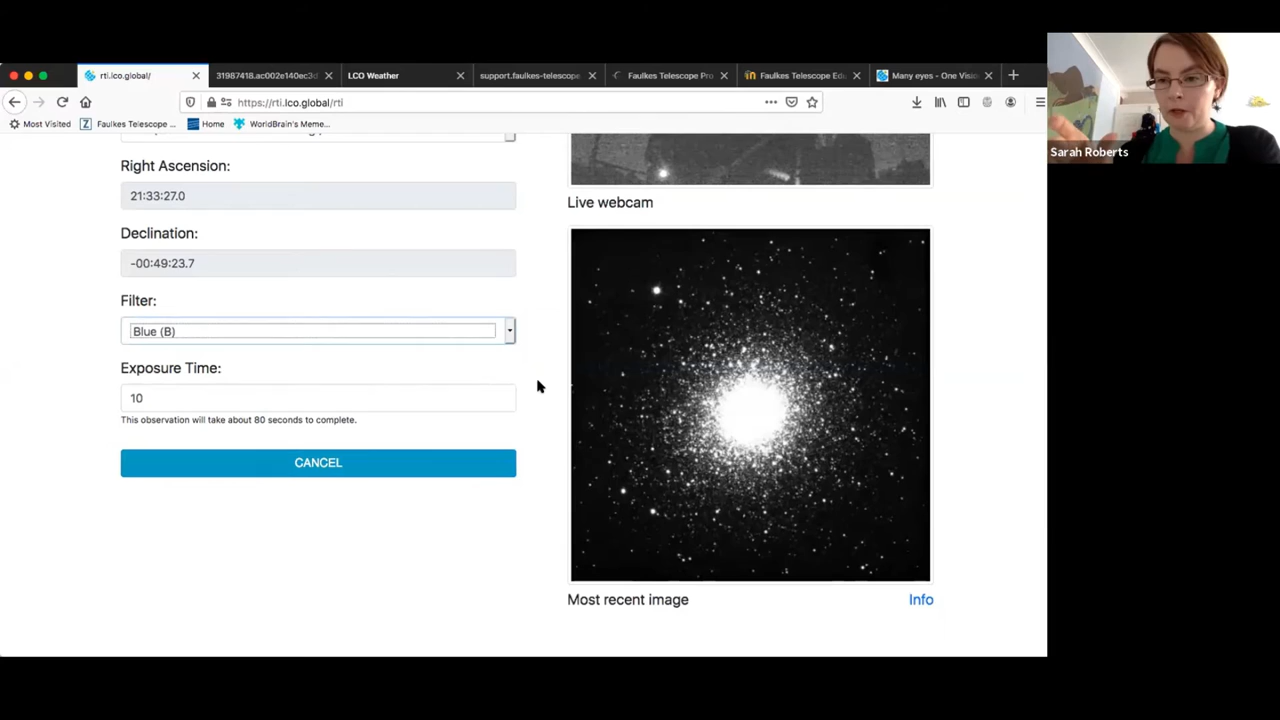 rti.lco.global/
31987418.ac002e140ec3d
LCO Weather
support.faulkes-telescope.
Faulkes Telescope Pro
Faulkes Telescope Edu
Many eyes - One Visio
https://rti.lco.global/rti
Most Visited
Faulkes Telescope ...
Home
WorldBrain's Meme...
Right Ascension:
21:33:27.0
Declination:
-00:49:23.7
Filter:
Blue (B)
Exposure Time:
10
This observation will take about 80 seconds to complete.
CANCEL
Live webcam
Most recent image
Info
Sarah Roberts